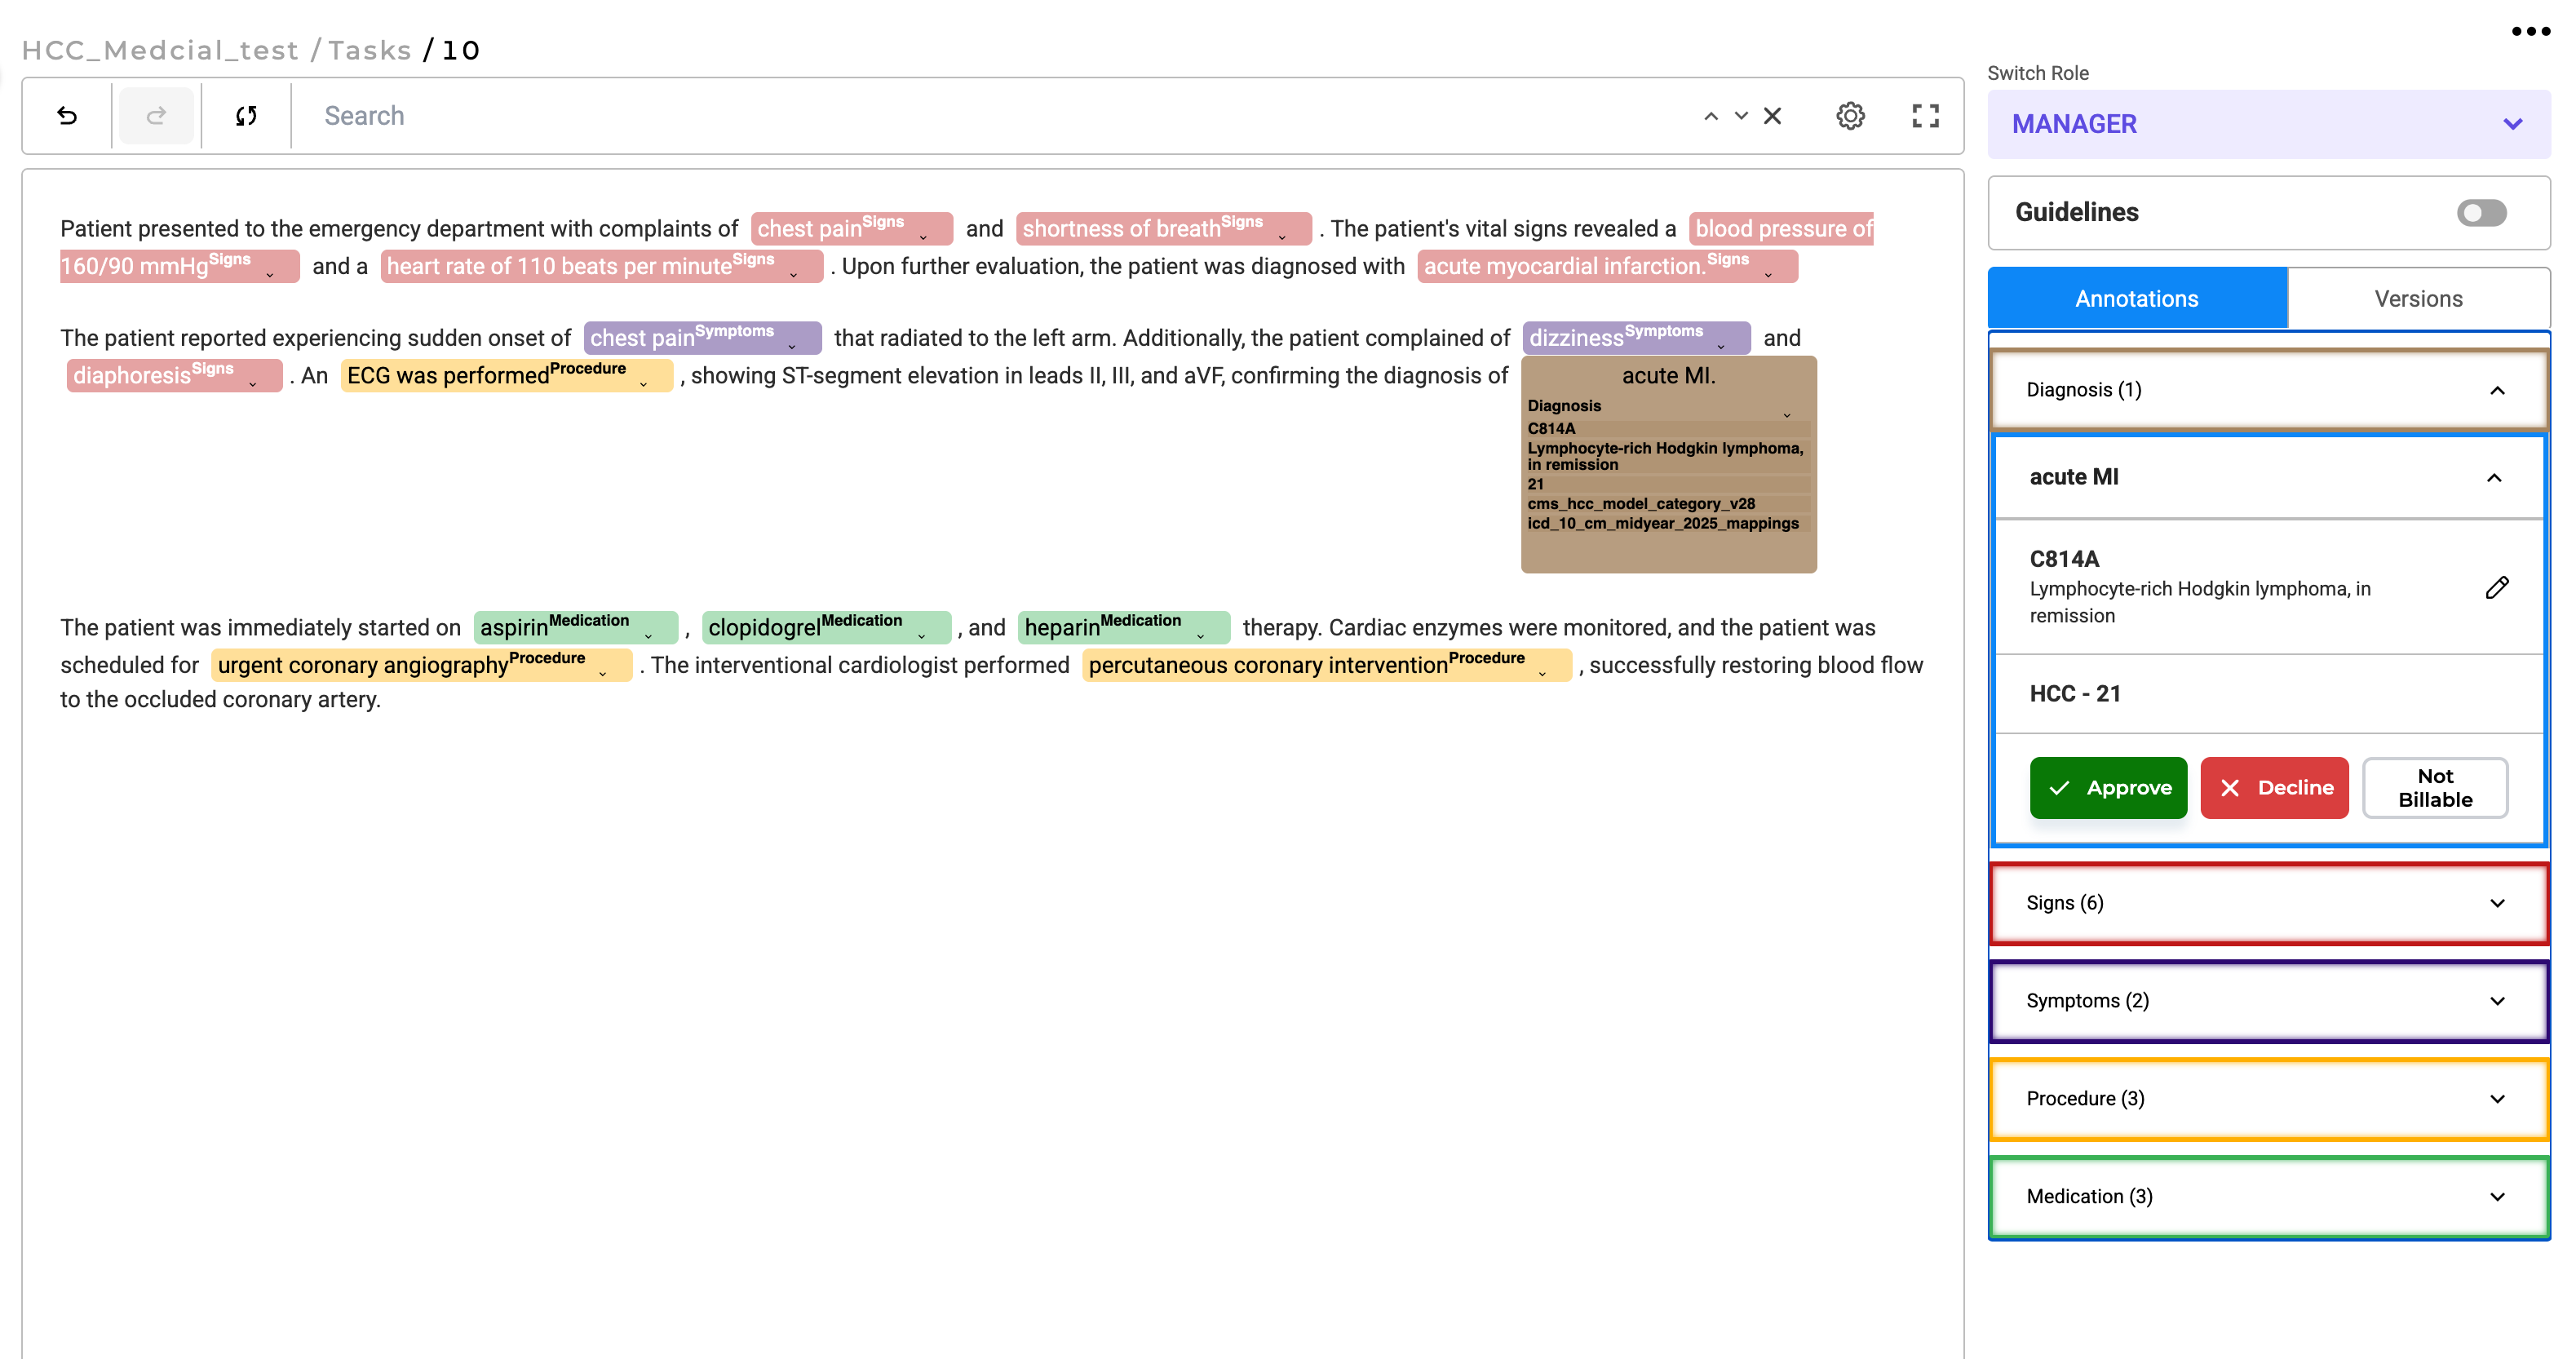 HCC_Medcial_test / Tasks / 10
Search
Patient presented to the emergency department with complaints of chest pain Signs and shortness of breath Signs . The patient's vital signs revealed a blood pressure of
160/90 mmHg Signs and a heart rate of 110 beats per minute Signs . Upon further evaluation, the patient was diagnosed with acute myocardial infarction. Signs
The patient reported experiencing sudden onset of chest pain Symptoms that radiated to the left arm. Additionally, the patient complained of dizziness Symptoms and
diaphoresis Signs . An ECG was performed Procedure , showing ST-segment elevation in leads II, III, and aVF, confirming the diagnosis of acute MI.
Diagnosis
C814A
Lymphocyte-rich Hodgkin lymphoma,
in remission
21
cms_hcc_model_category_v28
icd_10_cm_midyear_2025_mappings
The patient was immediately started on aspirin Medication , clopidogrel Medication , and heparin Medication therapy. Cardiac enzymes were monitored, and the patient was
scheduled for urgent coronary angiography Procedure . The interventional cardiologist performed percutaneous coronary intervention Procedure , successfully restoring blood flow
to the occluded coronary artery.
Switch Role
MANAGER
Guidelines
Annotations
Versions
Diagnosis (1)
acute MI
C814A
Lymphocyte-rich Hodgkin lymphoma, in
remission
HCC - 21
Approve
Decline
Not
Billable
Signs (6)
Symptoms (2)
Procedure (3)
Medication (3)